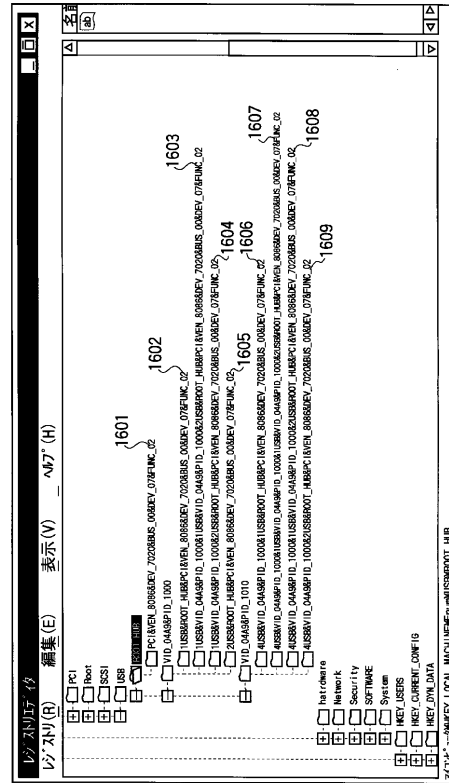 レジストリエディタ
レジストリ(R) 編集(E) 表示(V) ヘルプ(H)
名前
ab
PCI
Root
SCSI
USB
ROOT_HUB
PCI&VEN_8086&DEV_7020&BUS_00&DEV_07&FUNC_02
1601
VID_04A9&PID_1000
1USB&ROOT_HUB&PCI&VEN_8086&DEV_7020&BUS_00&DEV_07&FUNC_02
1602
1USB&VID_04A9&PID_1000&1USB&ROOT_HUB&PCI&VEN_8086&DEV_7020&BUS_00&DEV_07&FUNC_02
1603
1USB&VID_04A9&PID_1000&2USB&ROOT_HUB&PCI&VEN_8086&DEV_7020&BUS_00&DEV_07&FUNC_02
1604
2USB&ROOT_HUB&PCI&VEN_8086&DEV_7020&BUS_00&DEV_07&FUNC_02
1605
VID_04A9&PID_1010
4USB&VID_04A9&PID_1000&1USB&ROOT_HUB&PCI&VEN_8086&DEV_7020&BUS_00&DEV_07&FUNC_02
1606
4USB&VID_04A9&PID_1000&1USB&VID_04A9&PID_1000&2USB&ROOT_HUB&PCI&VEN_8086&DEV_7020&BUS_00&DEV_07&FUNC_02
1607
4USB&VID_04A9&PID_1000&1USB&VID_04A9&PID_1000&2USB&ROOT_HUB&PCI&VEN_8086&DEV_7020&BUS_00&DEV_07&FUNC_02
1608
4USB&VID_04A9&PID_1000&2USB&ROOT_HUB&PCI&VEN_8086&DEV_7020&BUS_00&DEV_07&FUNC_02
1609
hatrdware
Network
Security
SOFTWARE
System
HKEY_USERS
HKEY_CURRENT_CONFIG
HKEY_DYN_DATA